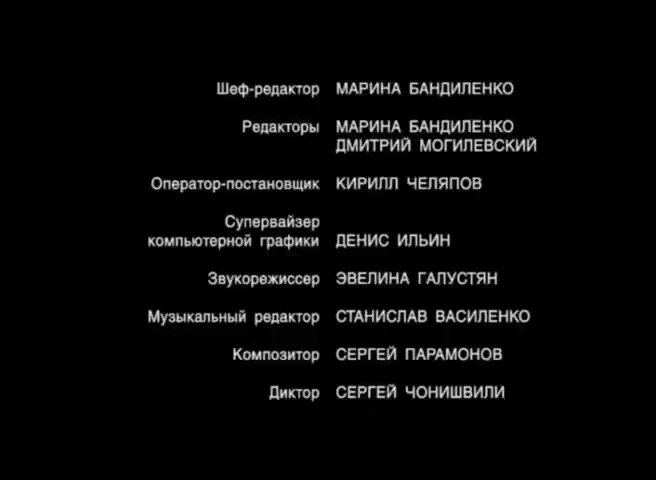 Шеф-редактор МАРИНА БАНДИЛЕНКО
Редакторы МАРИНА БАНДИЛЕНКО
ДМИТРИЙ МОГИЛЕВСКИЙ
Оператор-постановщик КИРИЛЛ ЧЕЛЯПОВ
Супервайзер
компьютерной графики ДЕНИС ИЛЬИН
Звукорежиссер ЭВЕЛИНА ГАЛУСТЯН
Музыкальный редактор СТАНИСЛАВ ВАСИЛЕНКО
Композитор СЕРГЕЙ ПАРАМОНОВ
Диктор СЕРГЕЙ ЧОНИШВИЛИ